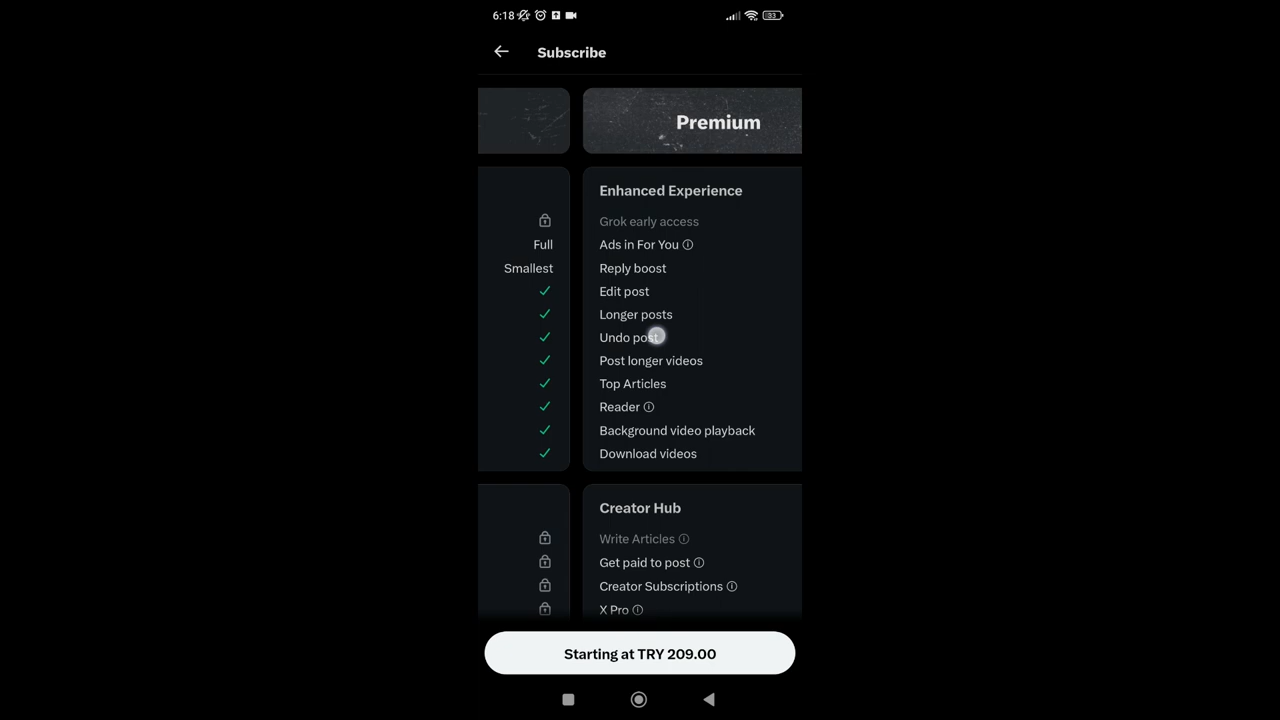 6:18
33
Subscribe
Premium
Enhanced Experience
Grok early access
Full
Ads in For You
Smallest
Reply boost
Edit post
Longer posts
Undo post
Post longer videos
Top Articles
Reader
Background video playback
Download videos
Creator Hub
Write Articles
Get paid to post
Creator Subscriptions
X Pro
Starting at TRY 209.00